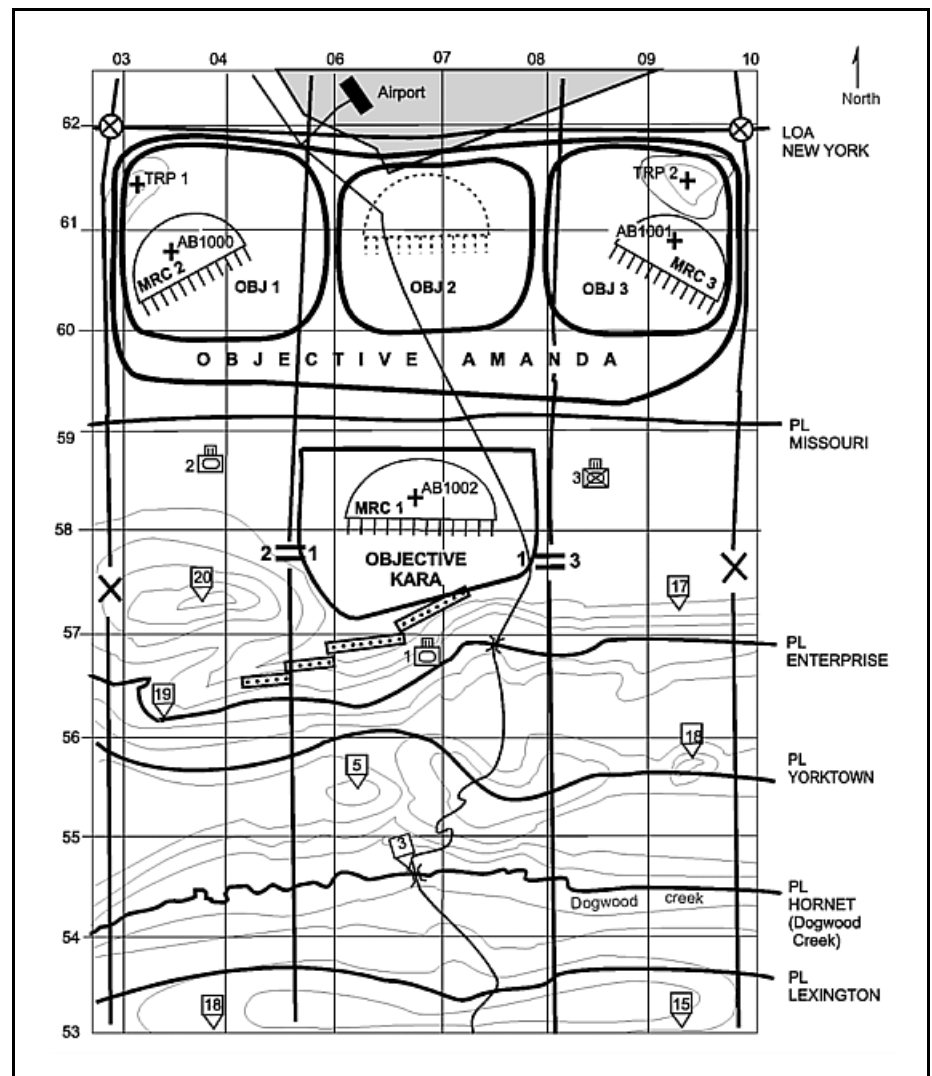 03 04 06 07 08 09 10
North
Airport
62
LOA
NEW YORK
TRP 1
TRP 2
61
AB1000
AB1001
MRC 2
MRC 3
OBJ 1
OBJ 2
OBJ 3
60
OBJECTIVE AMANDA
59
PL
MISSOURI
2
3
AB1002
MRC 1
58
2 1
1 3
OBJECTIVE
KARA
20
17
57
1
PL
ENTERPRISE
19
56
18
5
PL
YORKTOWN
55
3
PL
HORNET
(Dogwood
Creek)
Dogwood creek
54
PL
LEXINGTON
18
15
53